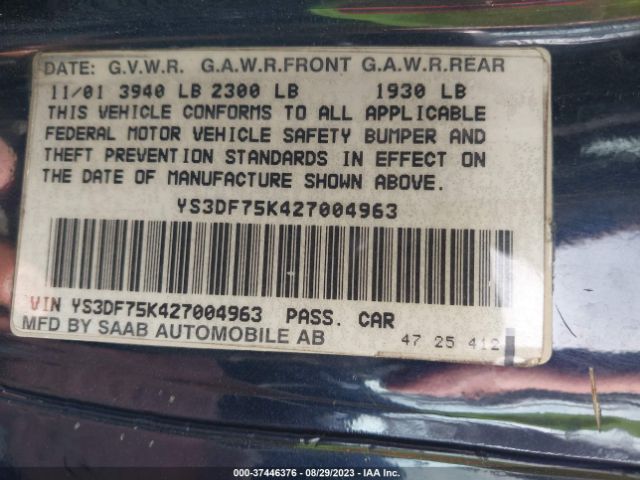 DATE: G.V.W.R. G.A.W.R.FRONT G.A.W.R.REAR
11/01 3940 LB 2300 LB 1930 LB
THIS VEHICLE CONFORMS TO ALL APPLICABLE
FEDERAL MOTOR VEHICLE SAFETY BUMPER AND
THEFT PREVENTION STANDARDS IN EFFECT ON
THE DATE OF MANUFACTURE SHOWN ABOVE.
YS3DF75K427004963
VIN YS3DF75K427004963 PASS. CAR
MFD BY SAAB AUTOMOBILE AB 47 25 412
000-37446376 - 08/29/2023 - IAA Inc.